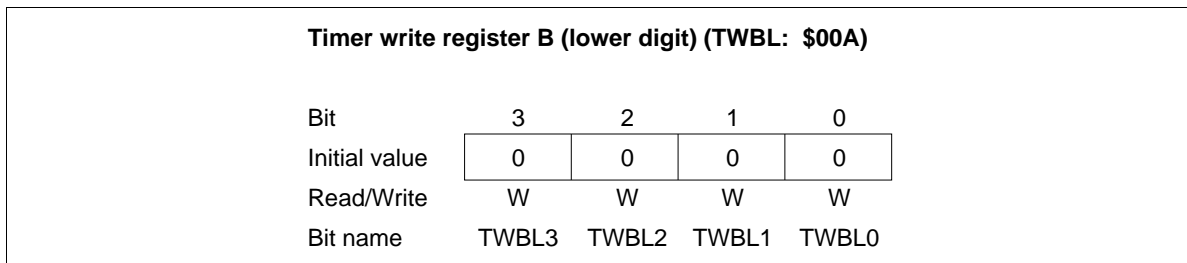 Timer write register B (lower digit) (TWBL: $00A)
Bit 3 2 1 0
Initial value 0 0 0 0
Read/Write W W W W
Bit name TWBL3 TWBL2 TWBL1 TWBL0